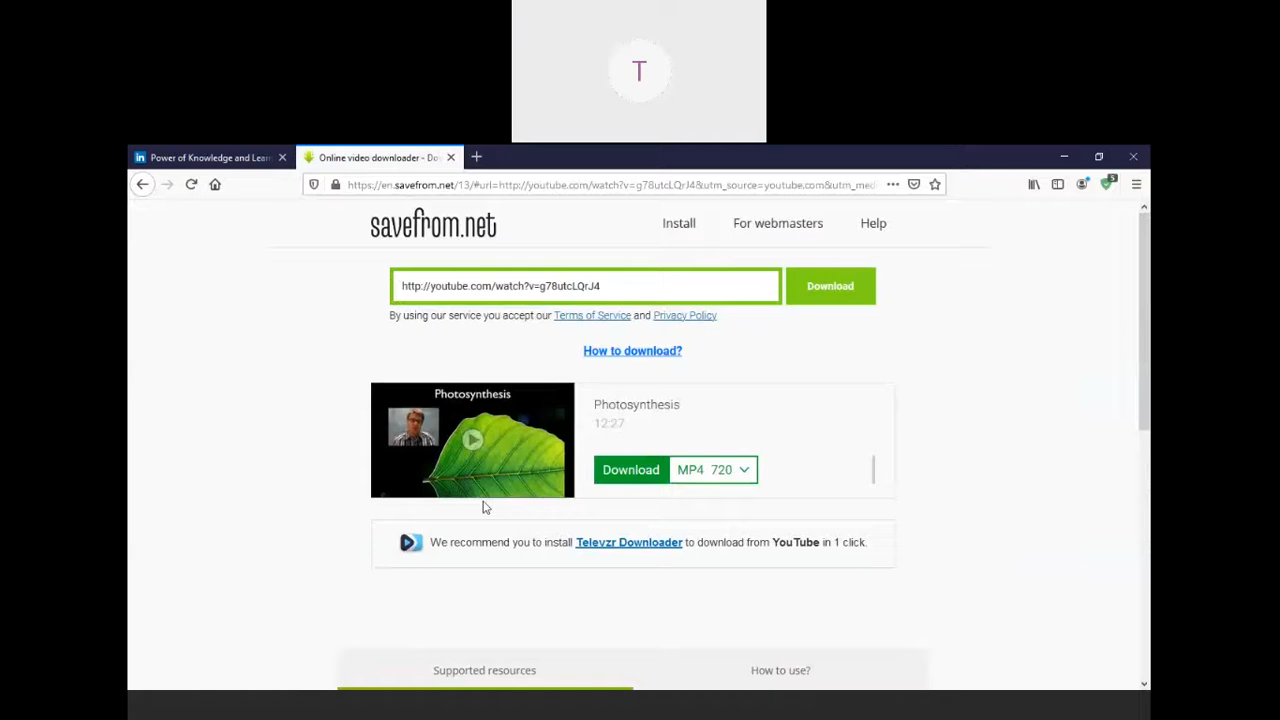 T
Power of Knowledge and Learn
Online video downloader - Do
https://en.savefrom.net/13/#url=http://youtube.com/watch?v=g78utcLQrJ4&utm_source=youtube.com&utm_med
5
savefrom.net
Install
For webmasters
Help
http://youtube.com/watch?v=g78utcLQrJ4
Download
By using our service you accept our Terms of Service and Privacy Policy
How to download?
Photosynthesis
Photosynthesis
12:27
Download MP4 720
We recommend you to install Televzr Downloader to download from YouTube in 1 click.
Supported resources
How to use?